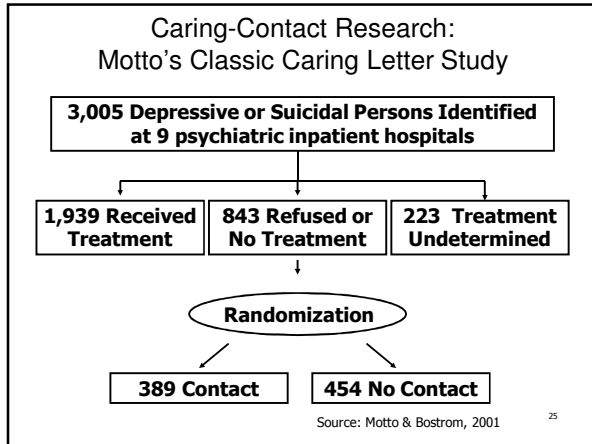 Caring-Contact Research:
Motto's Classic Caring Letter Study
3,005 Depressive or Suicidal Persons Identified
at 9 psychiatric inpatient hospitals
1,939 Received
Treatment
843 Refused or
No Treatment
223 Treatment
Undetermined
Randomization
389 Contact
454 No Contact
Source: Motto & Bostrom, 2001
25